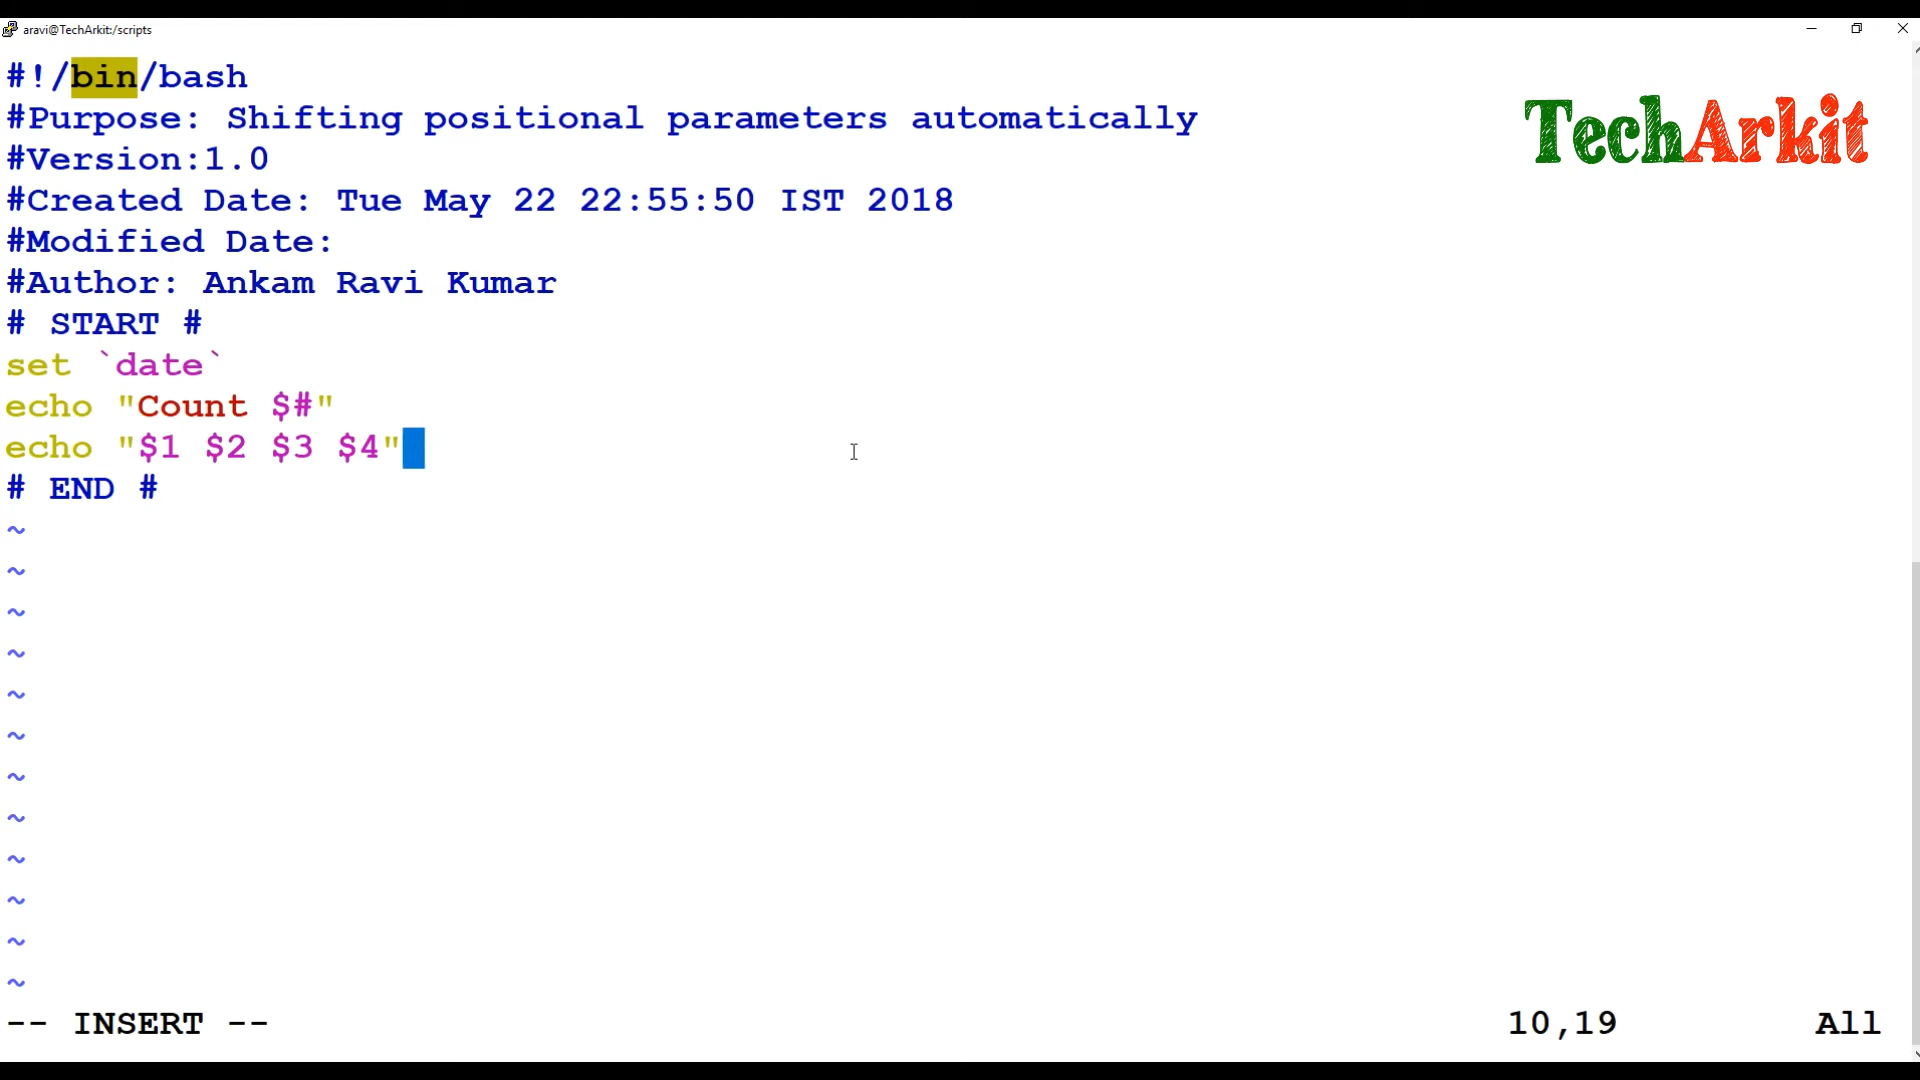 aravi@TechArkit:/scripts
#!/bin/bash
#Purpose: Shifting positional parameters automatically
#Version:1.0
#Created Date: Tue May 22 22:55:50 IST 2018
#Modified Date:
#Author: Ankam Ravi Kumar
# START #
set `date`
echo "Count $#"
echo "$1 $2 $3 $4"
# END #
~
~
~
~
~
~
~
~
~
~
~
~
-- INSERT -- 10,19 All
TechArkit